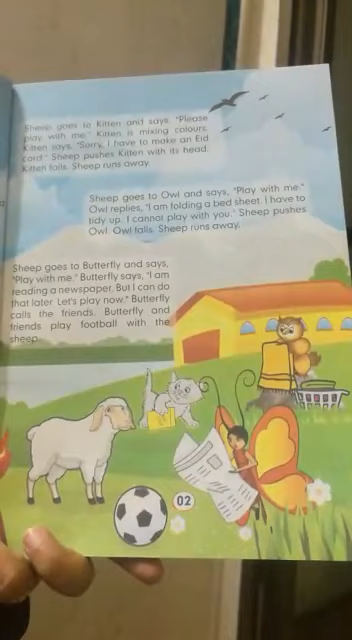 Sheep goes to Kitten and says, "Please
play with me." Kitten is mixing colours.
Kitten says, "Sorry, I have to make an Eid
card." Sheep pushes Kitten with its head.
Kitten falls. Sheep runs away.
Sheep goes to Owl and says, "Play with me."
Owl replies, "I am folding a bed sheet. I have to
tidy up. I cannot play with you." Sheep pushes
Owl. Owl falls. Sheep runs away.
Sheep goes to Butterfly and says,
"Play with me." Butterfly says, "I am
reading a newspaper. But I can do
that later. Let's play now." Butterfly
calls the friends. Butterfly and
friends play football with the
sheep.
02